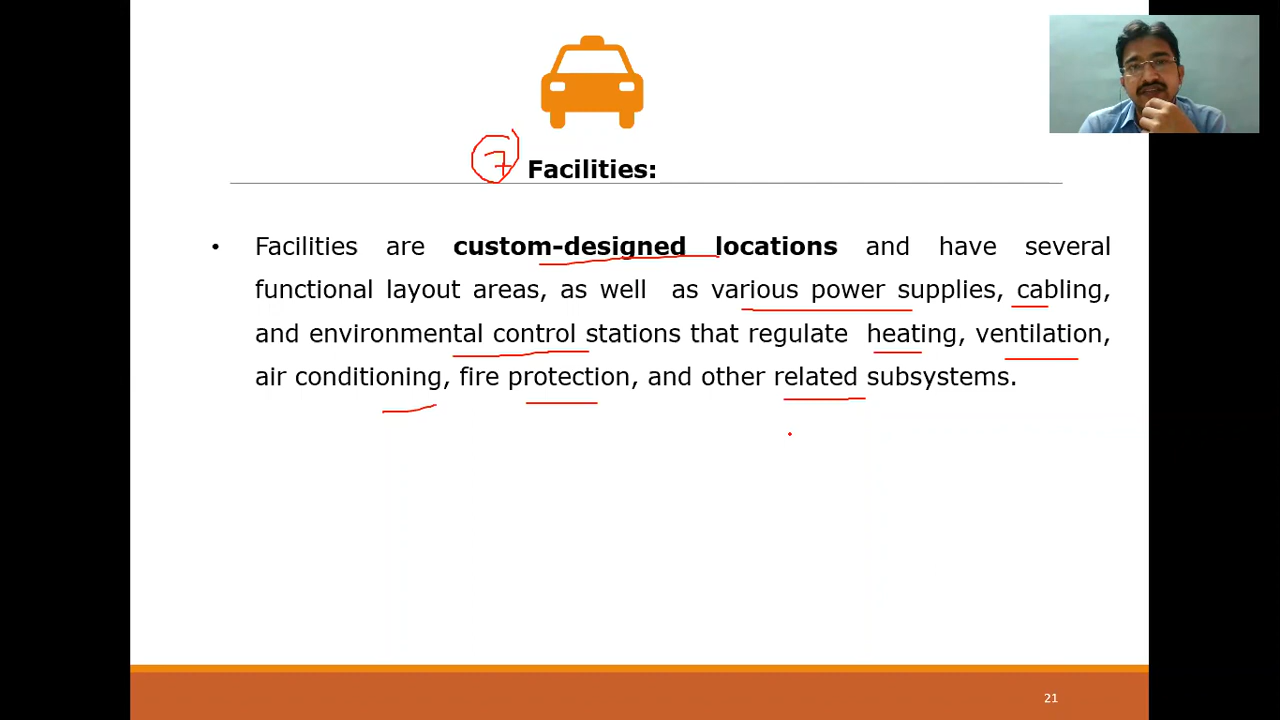 7 Facilities:
• Facilities are custom-designed locations and have several
functional layout areas, as well as various power supplies, cabling,
and environmental control stations that regulate heating, ventilation,
air conditioning, fire protection, and other related subsystems.
21